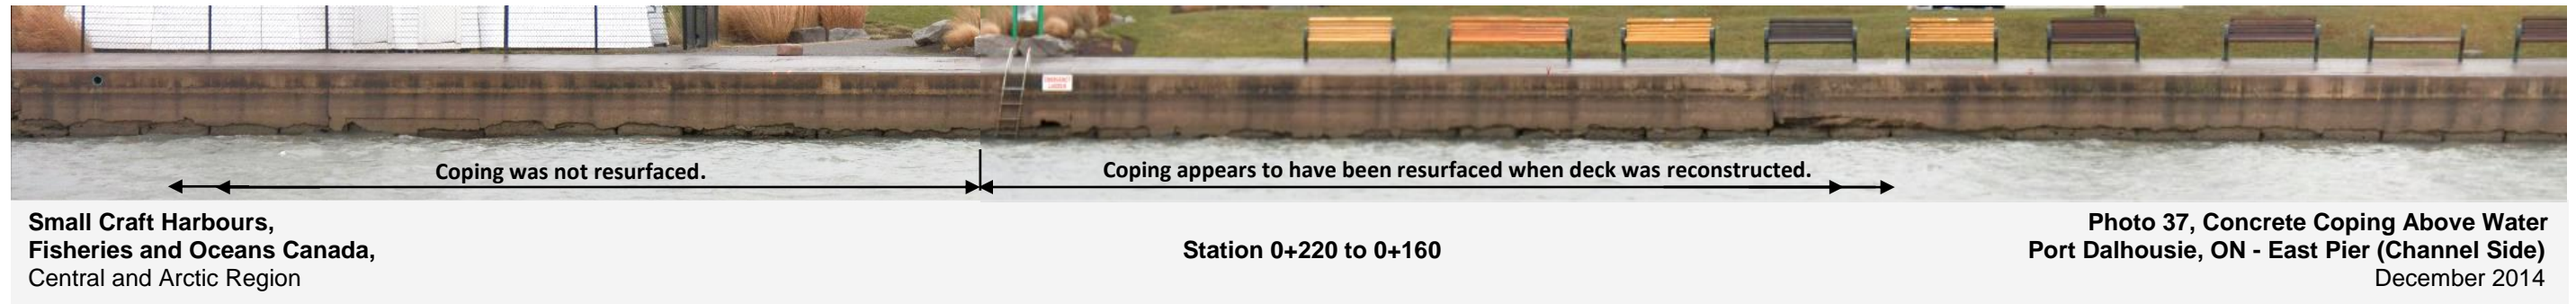 Coping was not resurfaced.
Coping appears to have been resurfaced when deck was reconstructed.
Small Craft Harbours,
Fisheries and Oceans Canada,
Central and Arctic Region
Station 0+220 to 0+160
Photo 37, Concrete Coping Above Water
Port Dalhousie, ON - East Pier (Channel Side)
December 2014